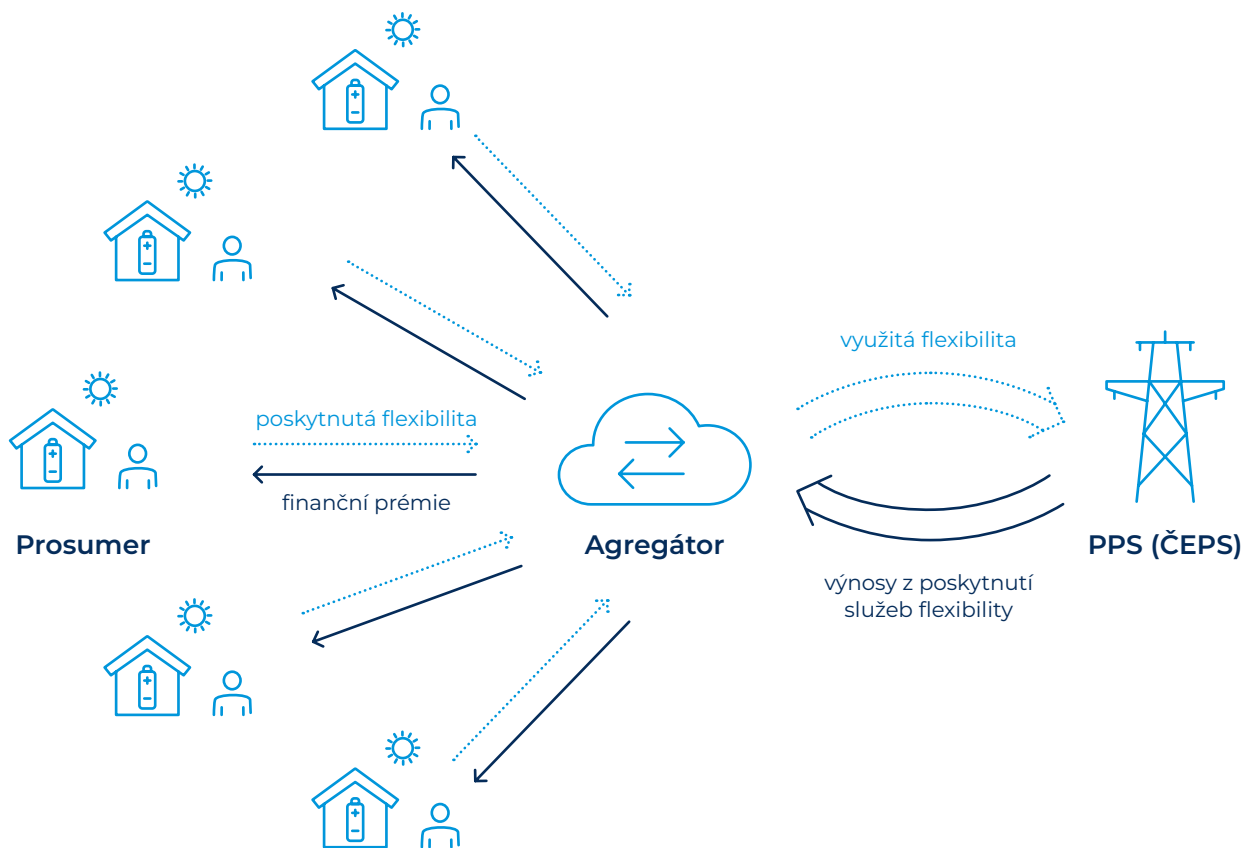 využitá flexibilita
poskytnutá flexibilita
finanční prémie
Prosumer
Agregátor
PPS (ČEPS)
výnosy z poskytnutí
služeb flexibility